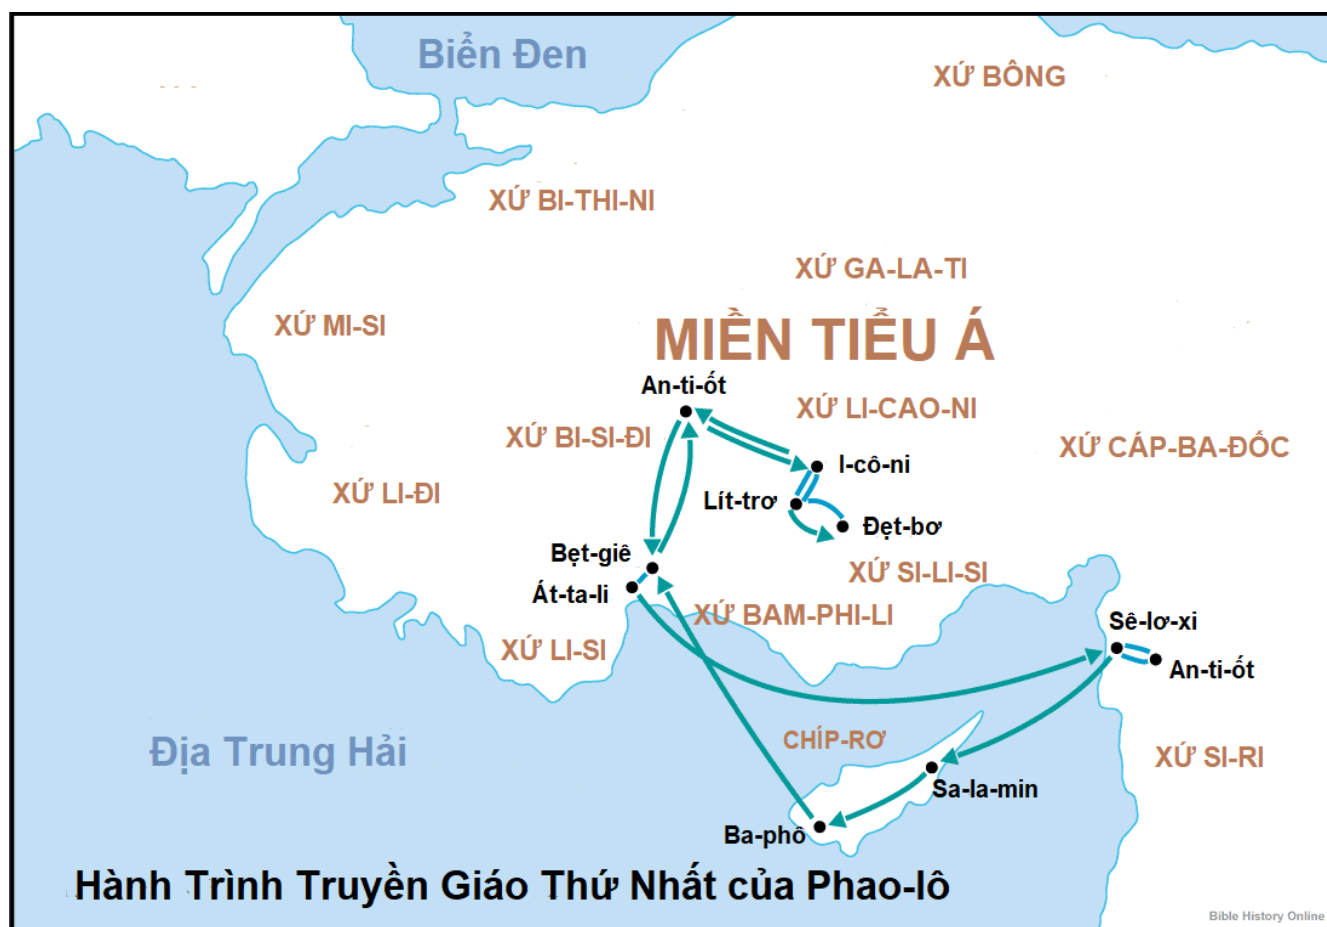 Biển Đen
XỨ BÔNG
XỨ BI-THI-NI
XỨ GA-LA-TI
XỨ MI-SI
MIỀN TIỂU Á
An-ti-ốt
XỨ LI-CAO-NI
XỨ BI-SI-ĐI
XỨ CÁP-BA-ĐỐC
I-cô-ni
XỨ LI-ĐI
Lít-trơ
Đẹt-bơ
Bẹt-giê
XỨ SI-LI-SI
Át-ta-li
XỨ BAM-PHI-LI
Sê-lơ-xi
XỨ LI-SI
An-ti-ốt
CHÍP-RƠ
Địa Trung Hải
XỨ SI-RI
Sa-la-min
Ba-phô
Hành Trình Truyền Giáo Thứ Nhất của Phao-lô
Bible History Online